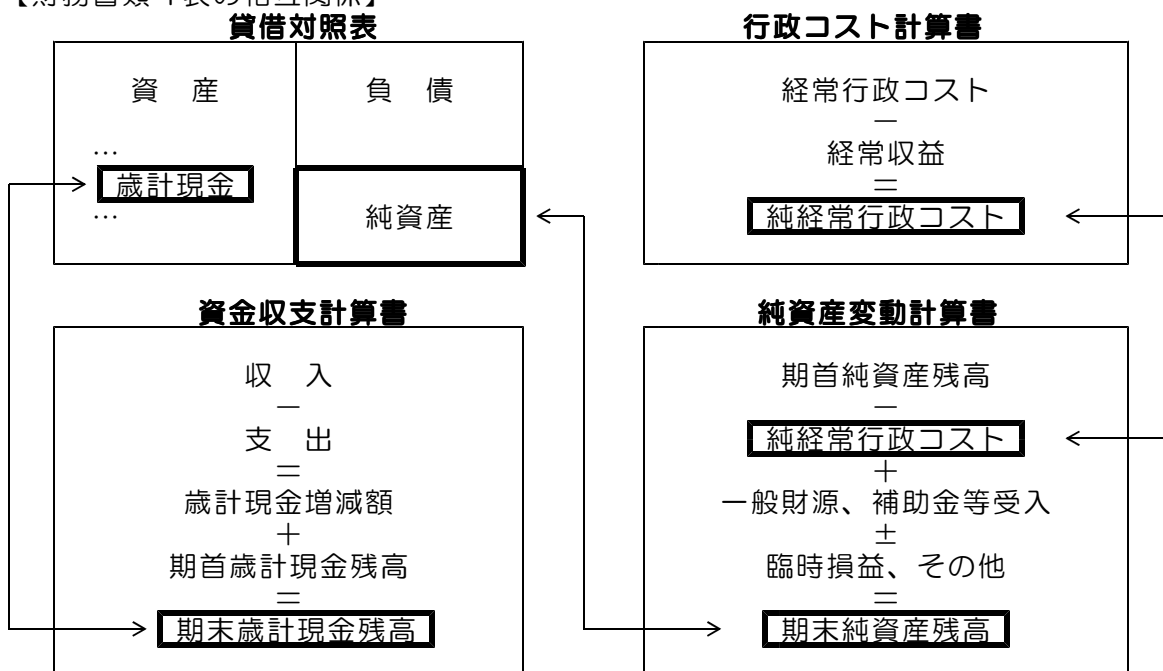 【財務書類4表の相互関係】
貸借対照表
資 産
負 債
…
歳計現金
…
純資産
行政コスト計算書
経常行政コスト
－
経常収益
＝
純経常行政コスト
資金収支計算書
収 入
－
支 出
＝
歳計現金増減額
＋
期首歳計現金残高
＝
期末歳計現金残高
純資産変動計算書
期首純資産残高
－
純経常行政コスト
＋
一般財源、補助金等受入
±
臨時損益、その他
＝
期末純資産残高